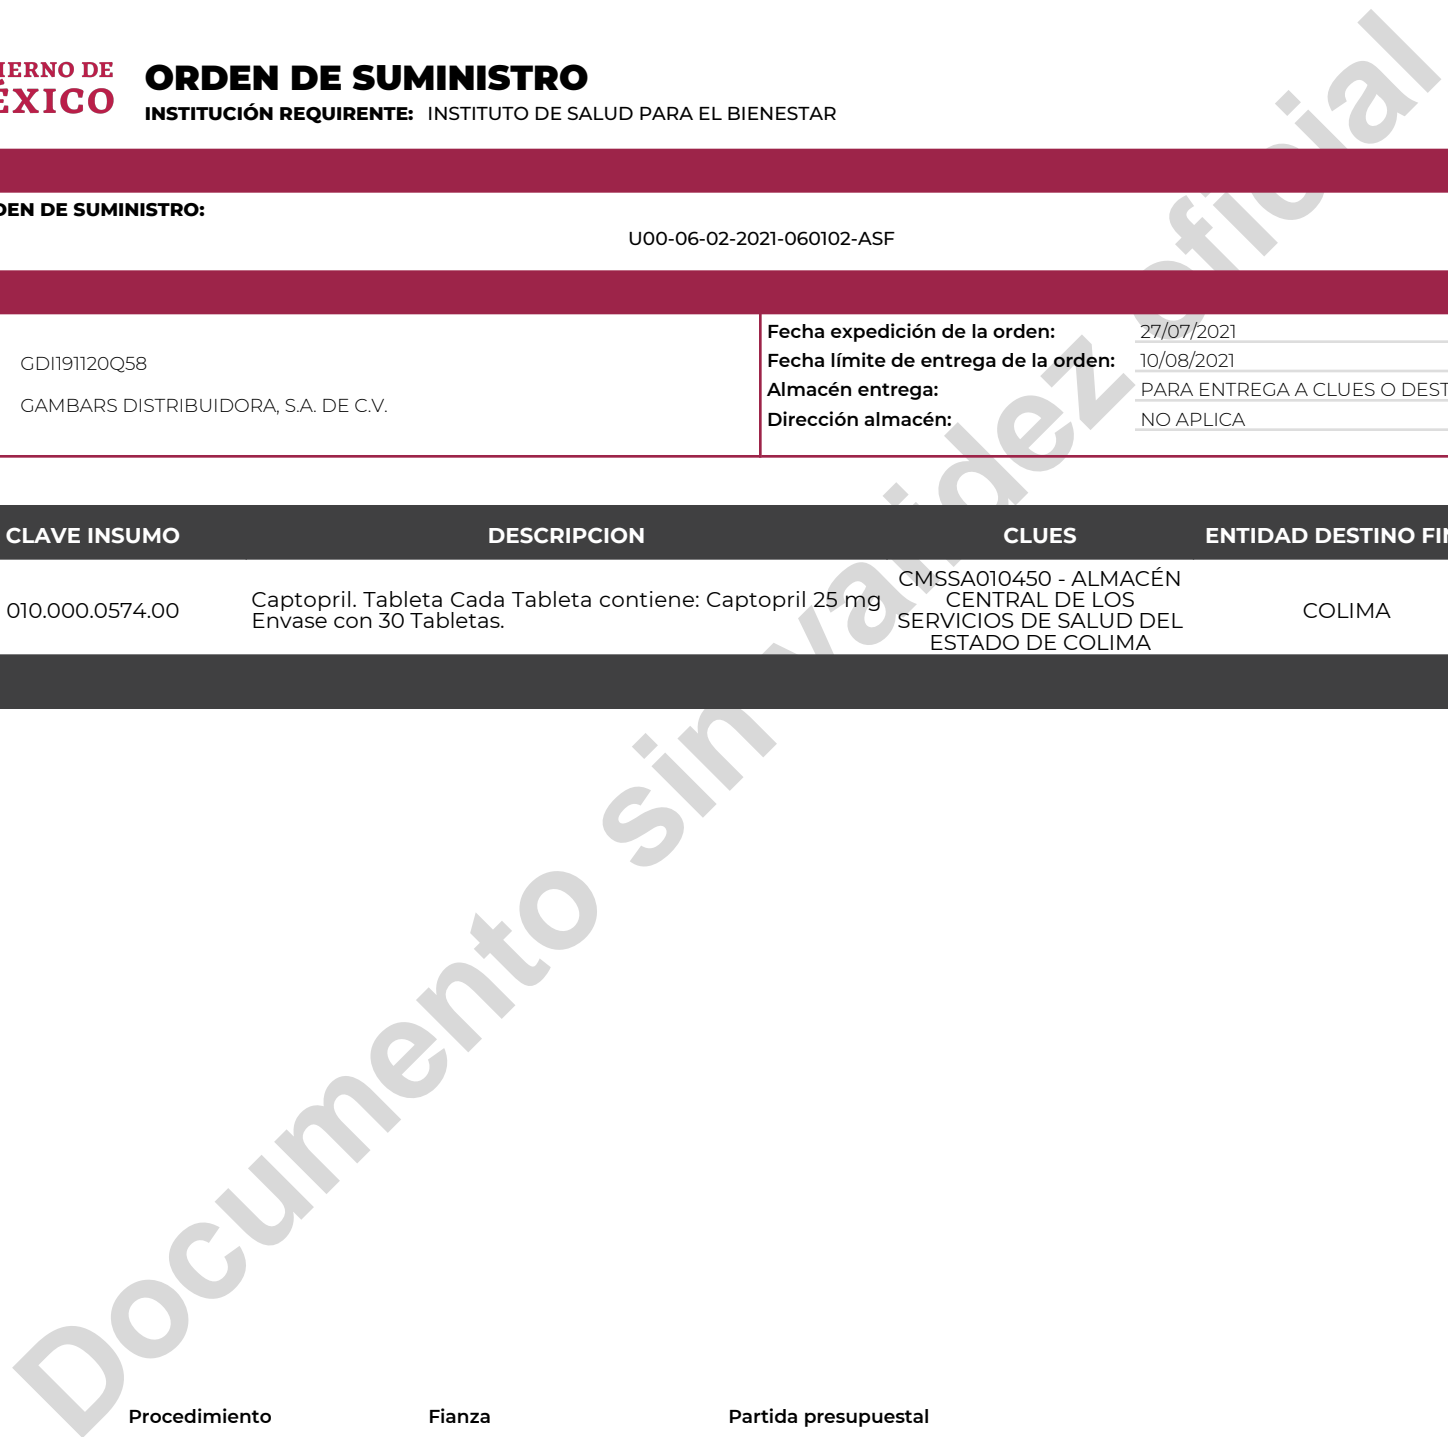 IERNO DE
ÉXICO
ORDEN DE SUMINISTRO
INSTITUCIÓN REQUIRENTE: INSTITUTO DE SALUD PARA EL BIENESTAR
DEN DE SUMINISTRO:
U00-06-02-2021-060102-ASF
GDI191120Q58
GAMBARS DISTRIBUIDORA, S.A. DE C.V.
Fecha expedición de la orden: 27/07/2021
Fecha límite de entrega de la orden: 10/08/2021
Almacén entrega: PARA ENTREGA A CLUES O DEST
Dirección almacén: NO APLICA
CLAVE INSUMO DESCRIPCION CLUES ENTIDAD DESTINO FIN
010.000.0574.00
Captopril. Tableta Cada Tableta contiene: Captopril 25 mg
Envase con 30 Tabletas.
CMSSA010450 - ALMACÉN
CENTRAL DE LOS
SERVICIOS DE SALUD DEL
ESTADO DE COLIMA
COLIMA
Documento sin validez oficial
Procedimiento Fianza Partida presupuestal